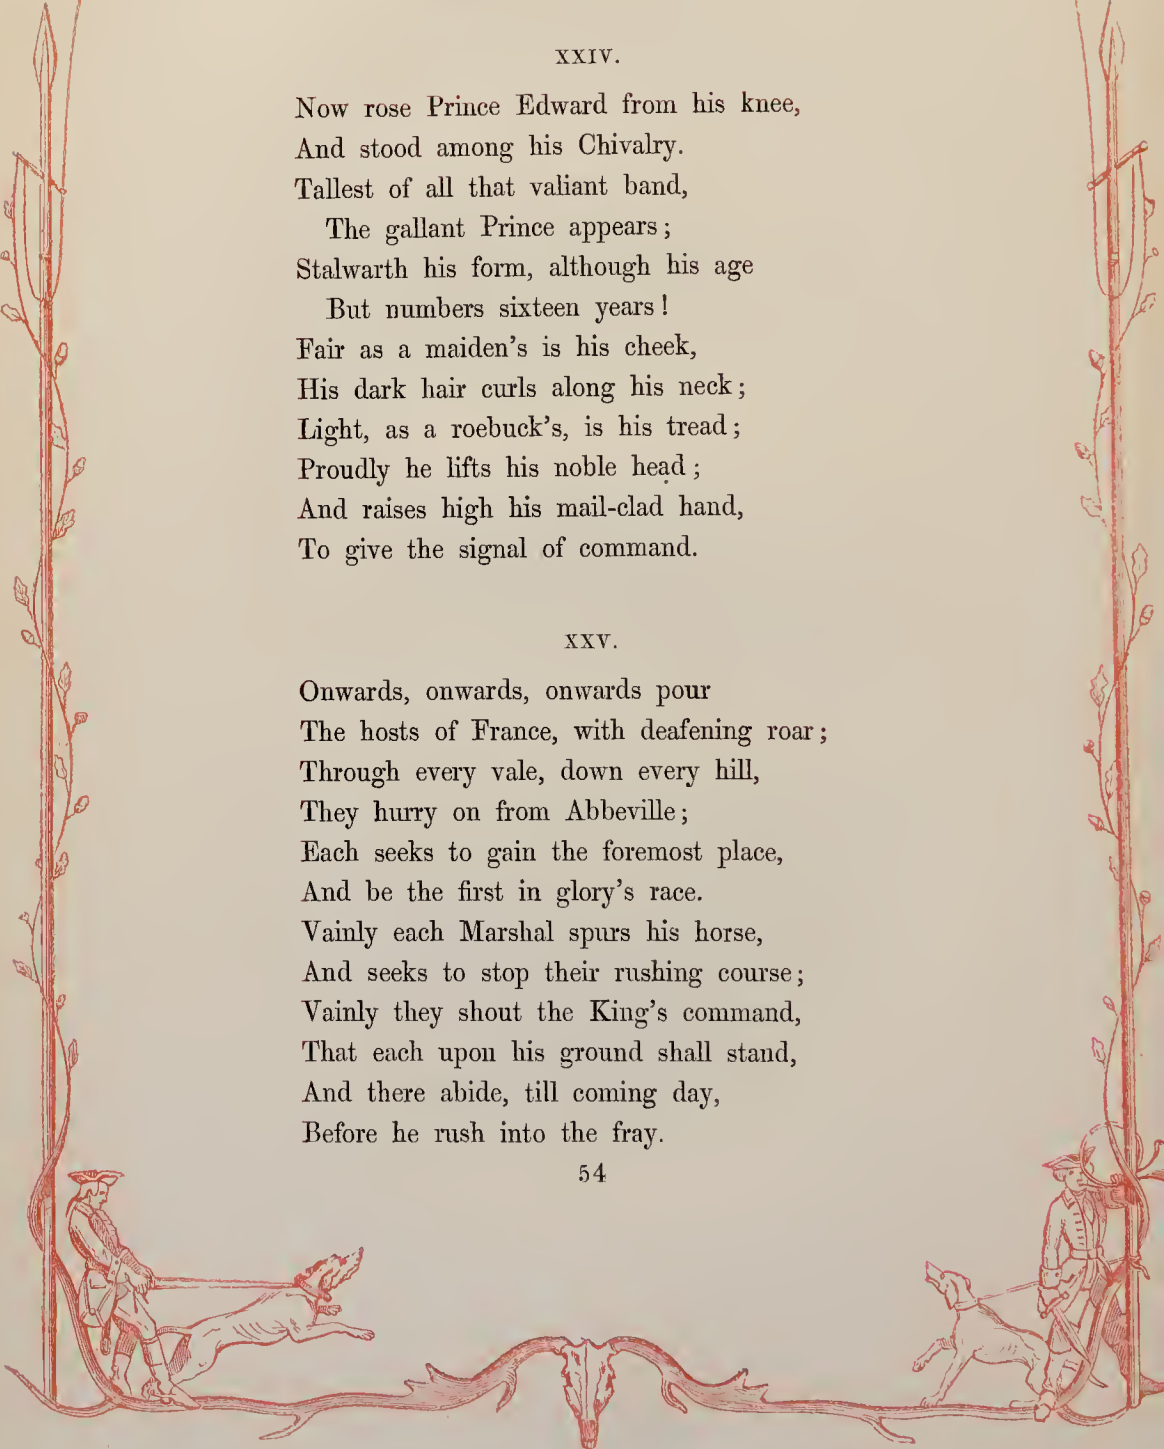 XXIV.
Now rose Prince Edward from his knee,
And stood among his Chivalry.
Tallest of all that valiant band,
The gallant Prince appears;
Stalwarth his form, although his age
But numbers sixteen years!
Fair as a maiden's is his cheek,
His dark hair curls along his neck;
Light, as a roebuck's, is his tread;
Proudly he lifts his noble head;
And raises high his mail-clad hand,
To give the signal of command.
XXV.
Onwards, onwards, onwards pour
The hosts of France, with deafening roar;
Through every vale, down every hill,
They hurry on from Abbeville;
Each seeks to gain the foremost place,
And be the first in glory's race.
Vainly each Marshal spurs his horse,
And seeks to stop their rushing course;
Vainly they shout the King's command,
That each upon his ground shall stand,
And there abide, till coming day,
Before he rush into the fray.
54